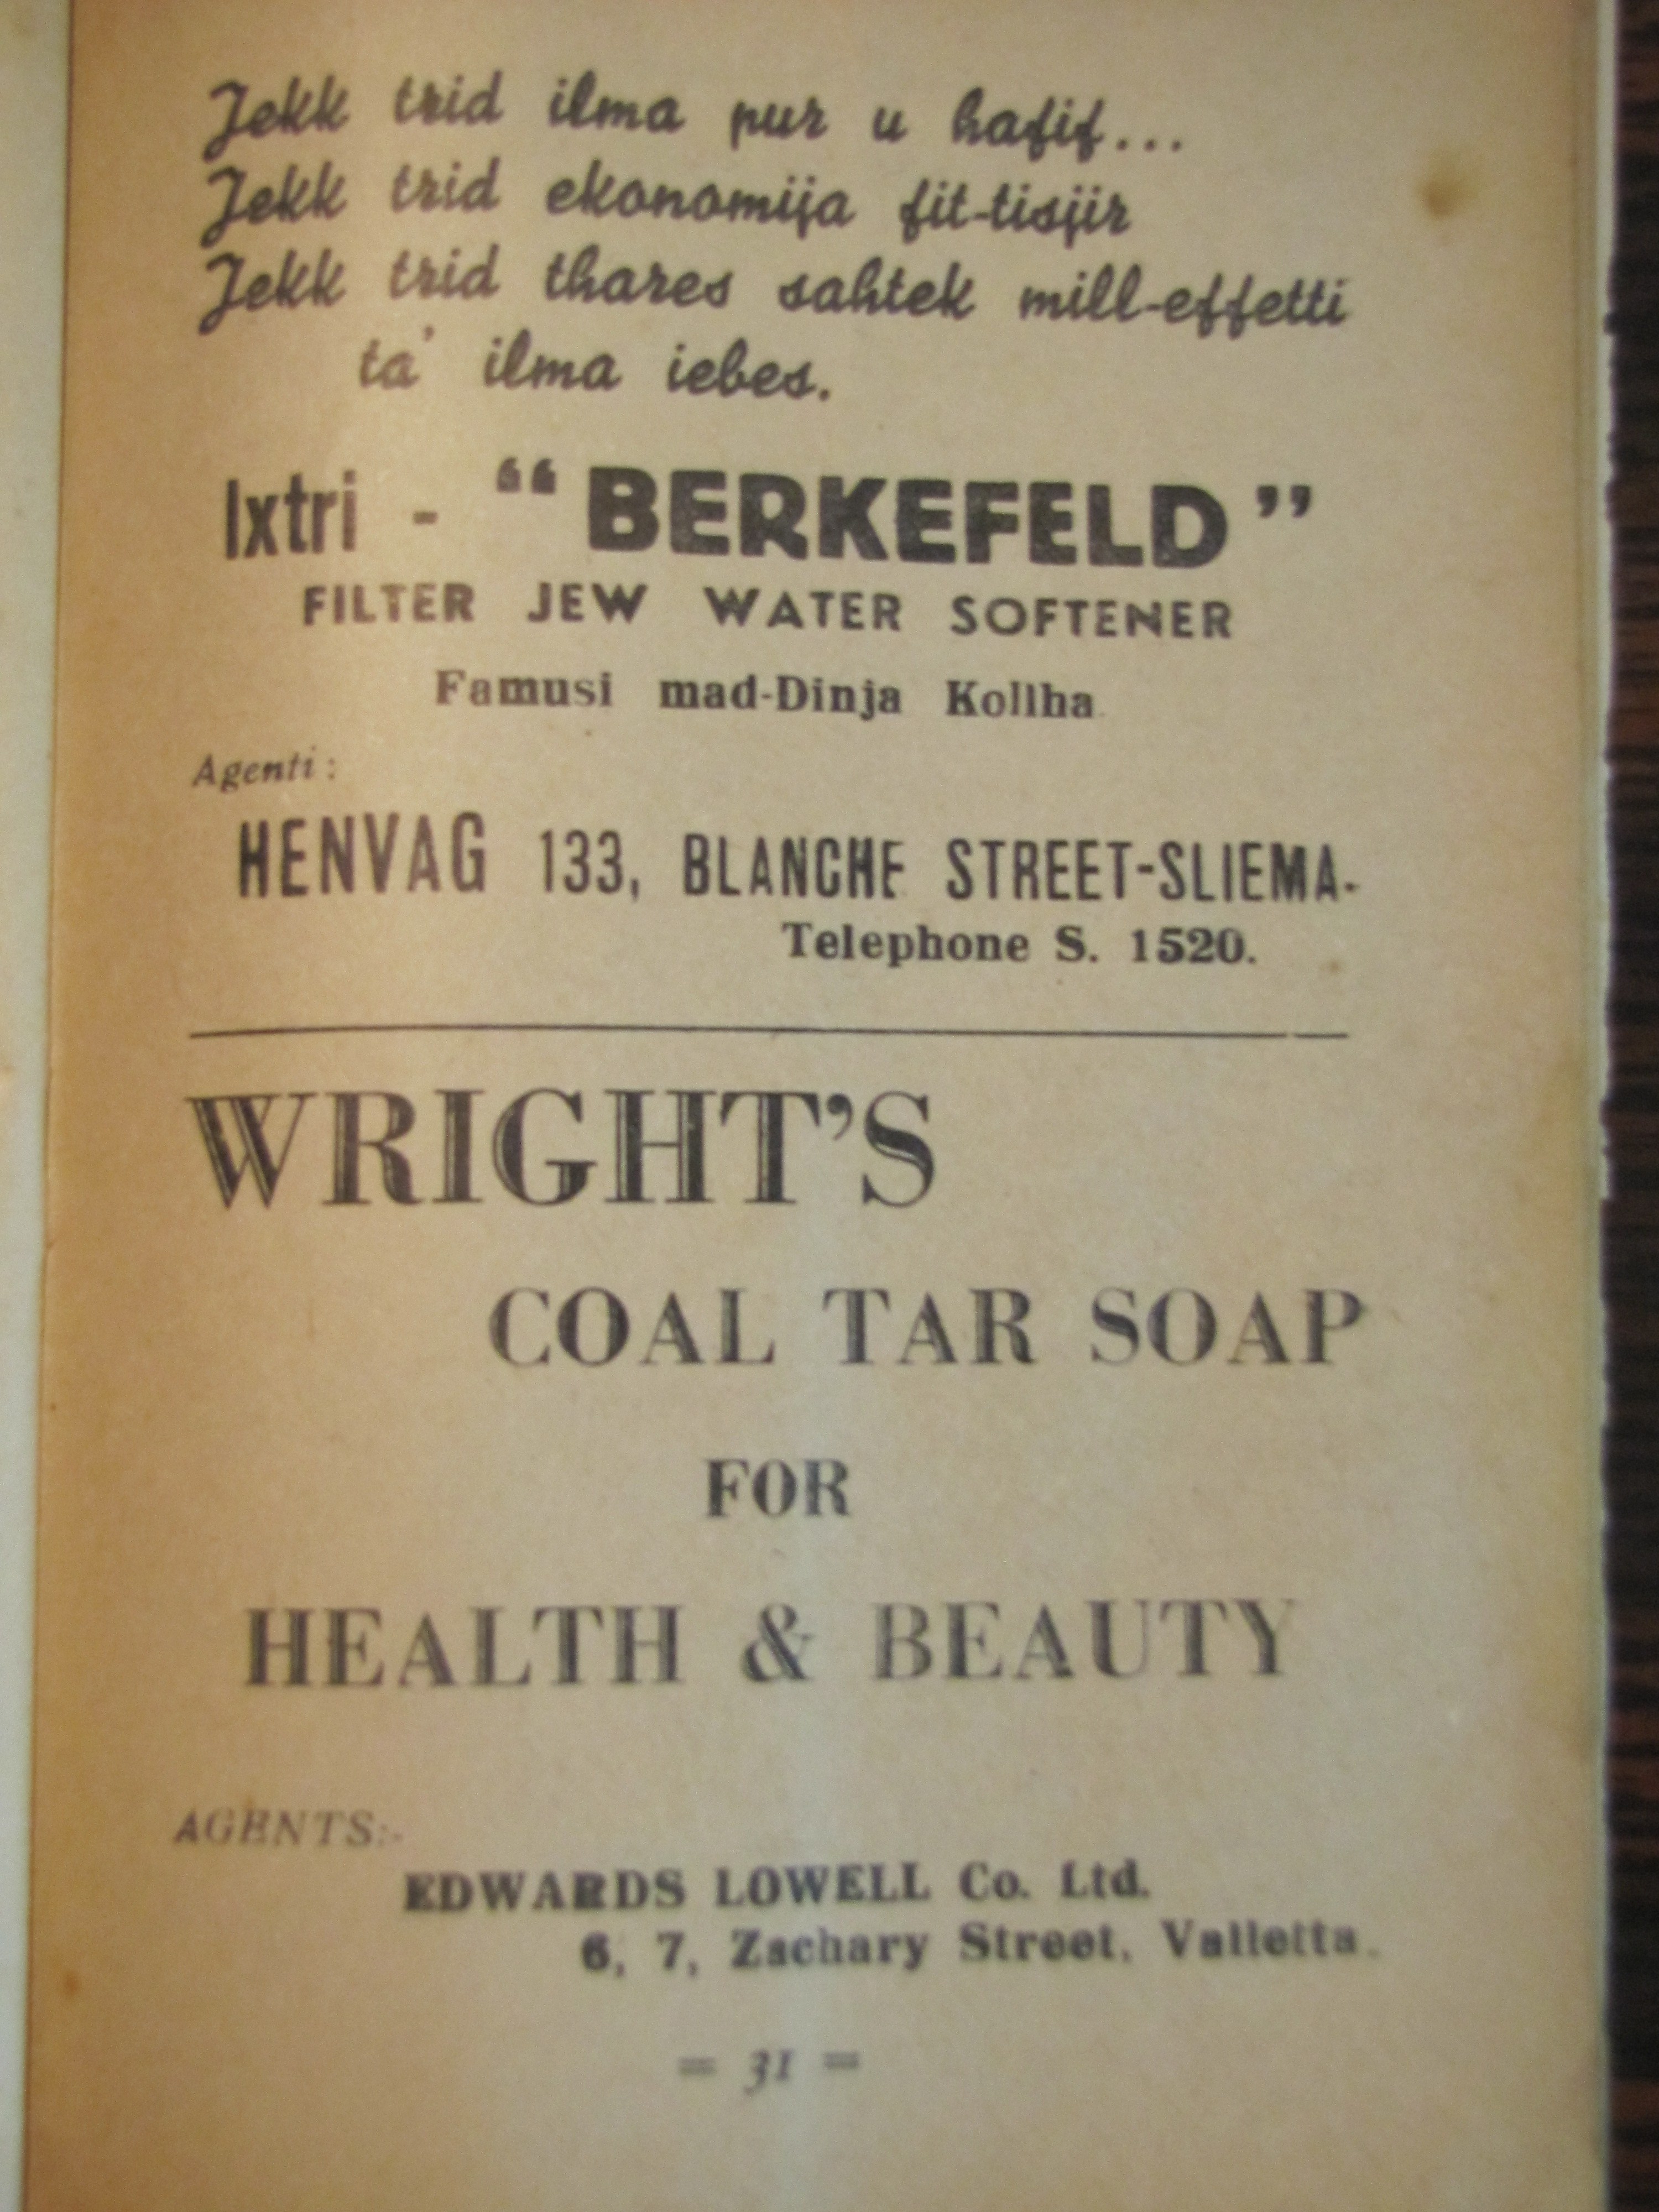 Jekk trid ilma pur u hafif...
Jekk trid ekonomija fit-tisjir
Jekk trid thares sahtek mill-effetti
ta' ilma iebes.
Ixtri - “ BERKEFELD ”
FILTER JEW WATER SOFTENER
Famusi mad-Dinja Kollha
Agenti :
HENVAG 133, BLANCHE STREET-SLIEMA.
Telephone S. 1520.
WRIGHT'S
COAL TAR SOAP
FOR
HEALTH & BEAUTY
AGENTS:-
EDWARDS LOWELL Co. Ltd.
6, 7, Zachary Street, Valletta.
= 31 =